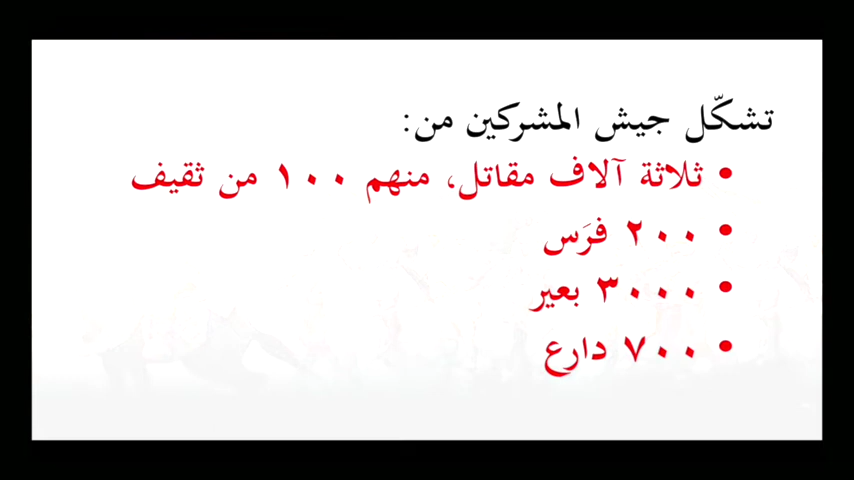 تشكّل جيش المشركين من:
• ثلاثة آلاف مقاتل، منهم ١٠٠ من ثقيف
• ٢٠٠ فرَس
• ٣٠٠٠ بعير
• ٧٠٠ دارع